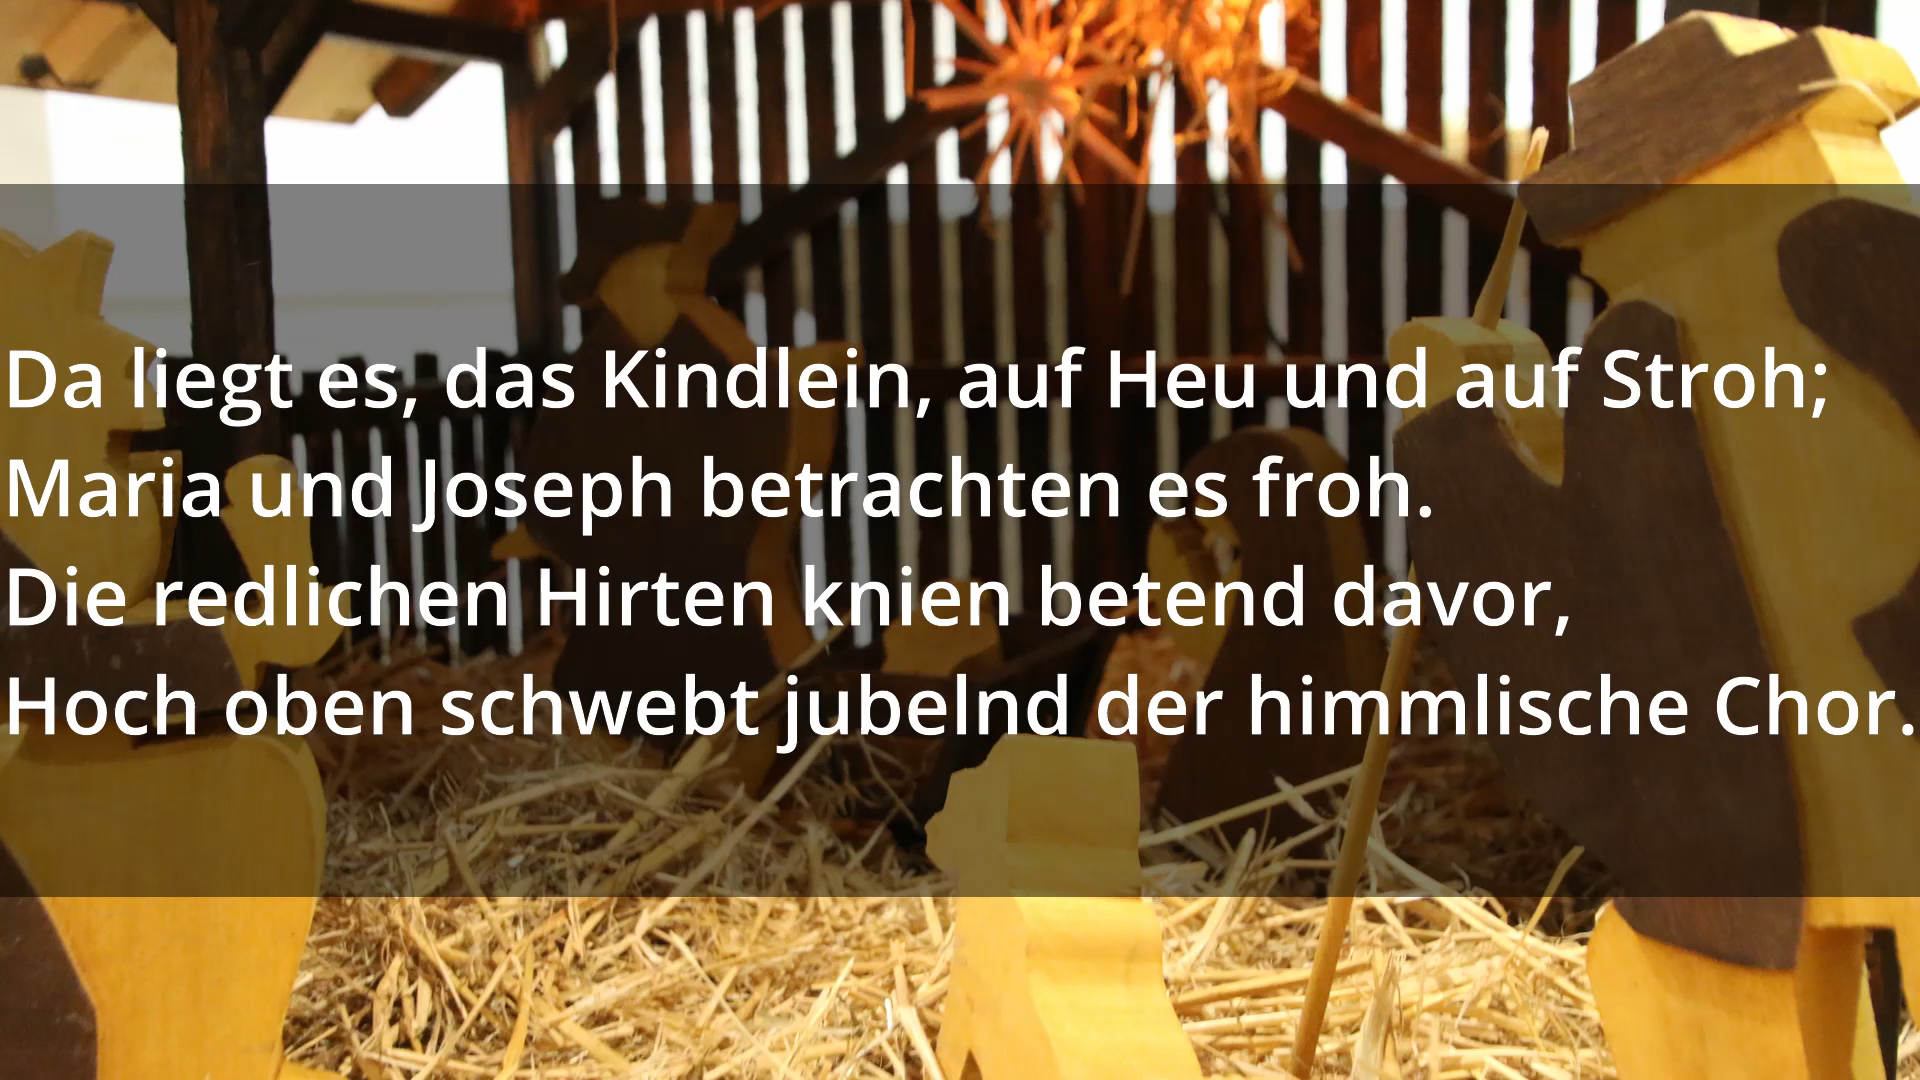 Da liegt es, das Kindlein, auf Heu und auf Stroh;
Maria und Joseph betrachten es froh.
Die redlichen Hirten knien betend davor,
Hoch oben schwebt jubelnd der himmlische Chor.